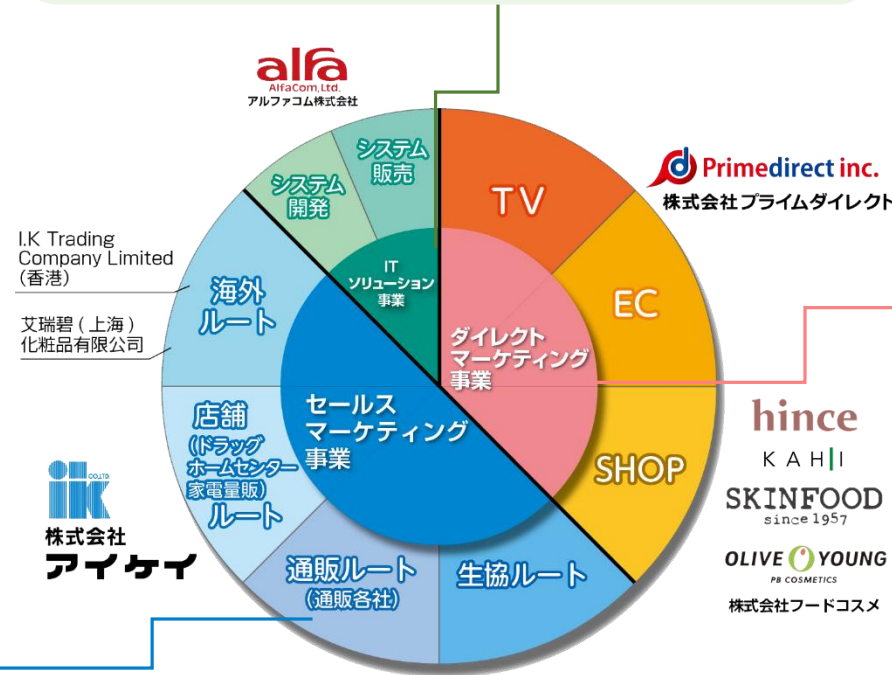 alfa
AlfaCom,Ltd.
アルファコム株式会社
システム
販売
システム
開発
TV
Primedirect inc.
株式会社プライムダイレクト
I.K Trading
Company Limited
(香港)
海外
ルート
IT
ソリューション
事業
EC
艾瑞碧(上海)
化粧品有限公司
ダイレクト
マーケティング
事業
セールス
マーケティング
事業
店舗
(ドラッグ
ホームセンター
家電量販)
ルート
hince
KAHI
SHOP
SKINFOOD
since 1957
ik
CO.,LTD
株式会社
アイケイ
OLIVE YOUNG
PB COSMETICS
通販ルート
(通販各社)
生協ルート
株式会社フードコスメ